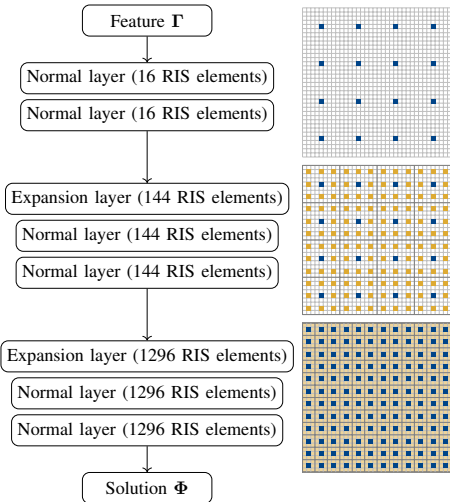 Feature Γ
Normal layer (16 RIS elements)
Normal layer (16 RIS elements)
Expansion layer (144 RIS elements)
Normal layer (144 RIS elements)
Normal layer (144 RIS elements)
Expansion layer (1296 RIS elements)
Normal layer (1296 RIS elements)
Normal layer (1296 RIS elements)
Solution Φ